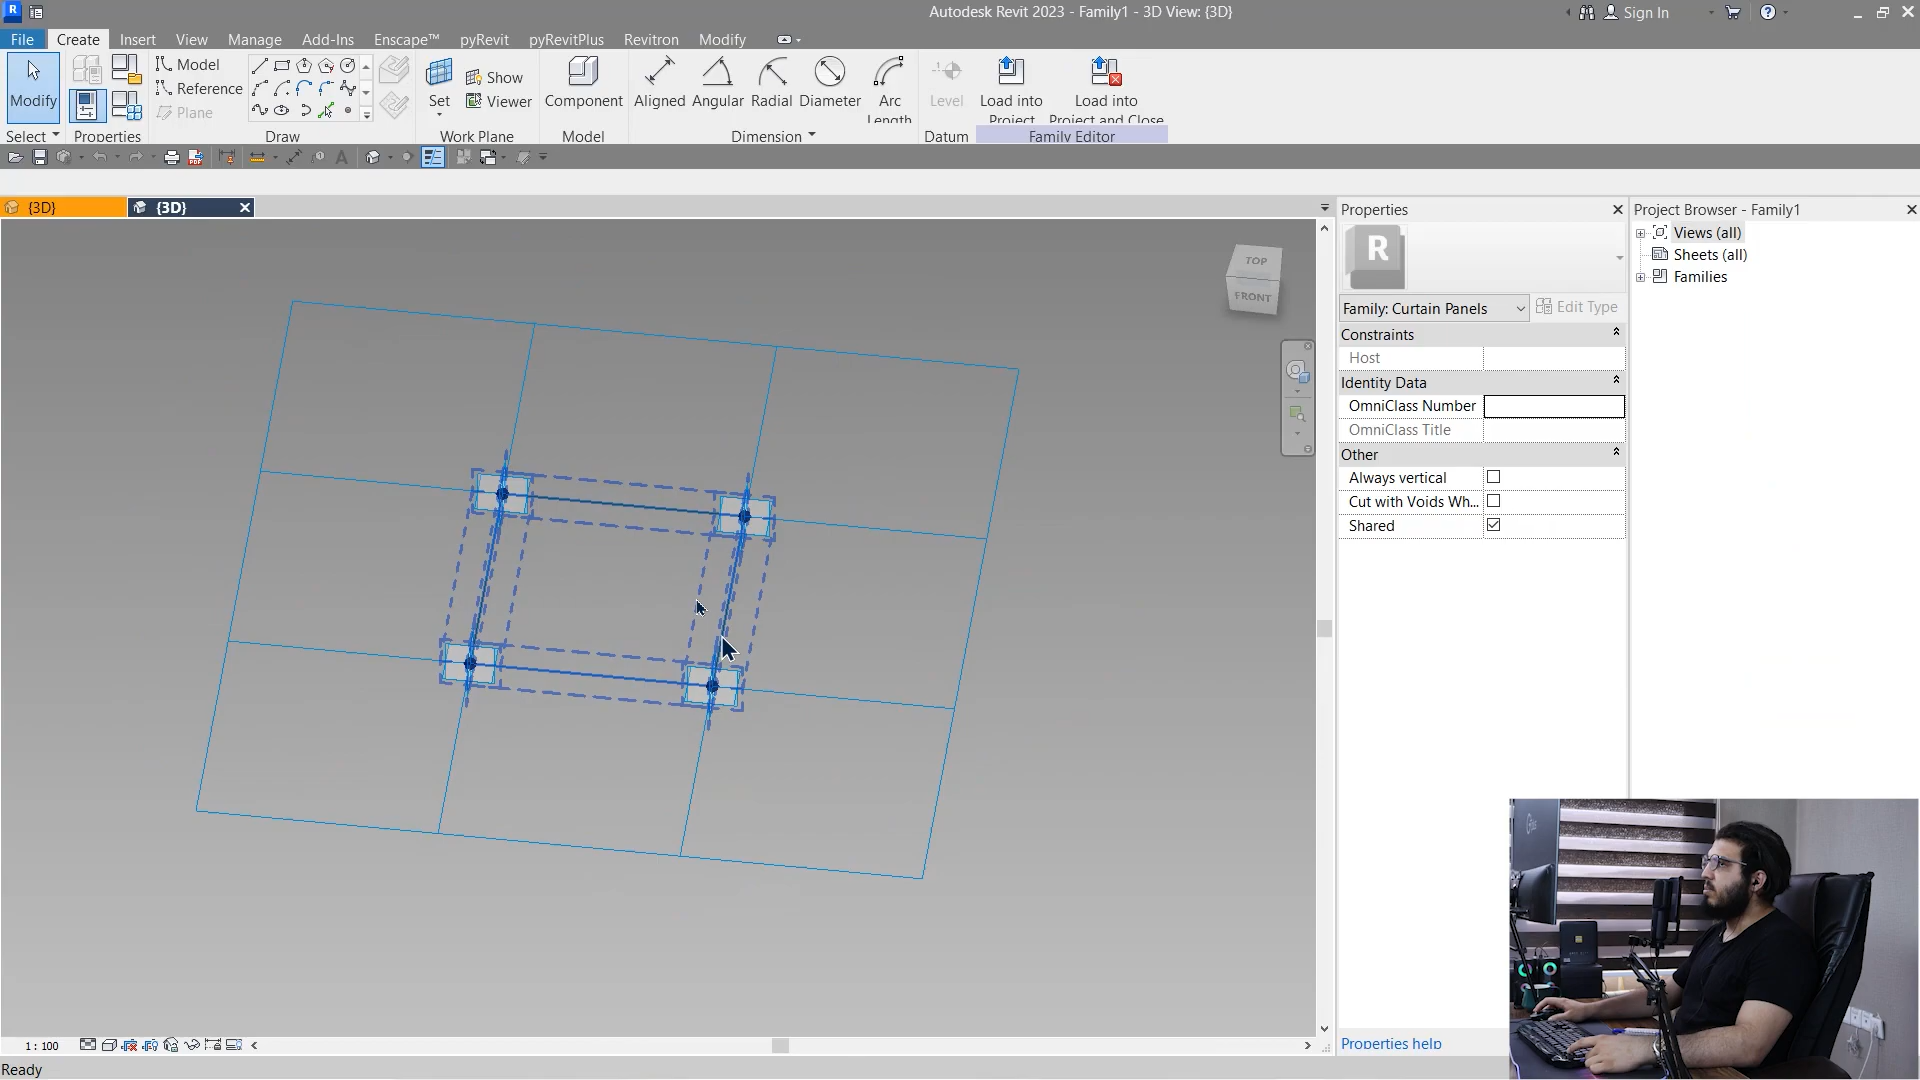 Autodesk Revit 2023 - Family1 - 3D View: {3D}
Sign In
File Create Insert View Manage Add-Ins Enscape™ pyRevit pyRevitPlus Revitron Modify
Modify
Select
Properties
Model
Reference
Plane
Draw
Set
Show
Viewer
Work Plane
Component
Model
Aligned Angular Radial Diameter Arc
Length
Dimension
Level
Datum
Load into
Project
Load into
Project and Close
Family Editor
{3D}
{3D}
TOP
FRONT
Properties
R
Family: Curtain Panels
Edit Type
Constraints
Host
Identity Data
OmniClass Number
OmniClass Title
Other
Always vertical
Cut with Voids Wh...
Shared
Properties help
Project Browser - Family1
Views (all)
Sheets (all)
Families
1 : 100
Ready